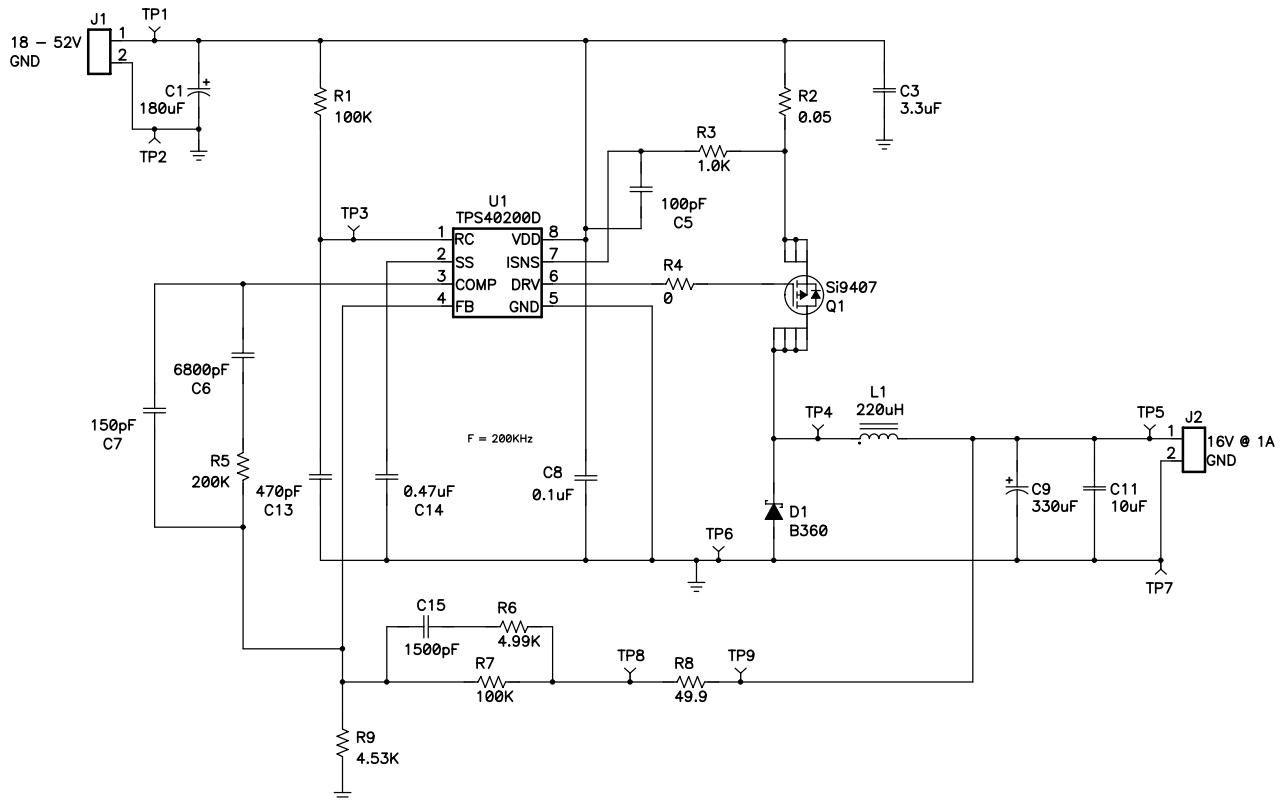 J1
TP1
18 – 52V
GND
1
2
C1
180uF
+
TP2
R1
100K
R2
0.05
C3
3.3uF
R3
1.0K
100pF
C5
U1
TPS40200D
TP3
1
RC
VDD
8
2
SS
ISNS
7
3
COMP
DRV
6
4
FB
GND
5
R4
0
Si9407
Q1
6800pF
C6
150pF
C7
R5
200K
F = 200KHz
470pF
C13
0.47uF
C14
C8
0.1uF
L1
220uH
TP4
TP5
J2
1
2
16V @ 1A
GND
D1
B360
+
C9
330uF
C11
10uF
TP6
TP7
C15
1500pF
R6
4.99K
R7
100K
TP8
R8
49.9
TP9
R9
4.53K